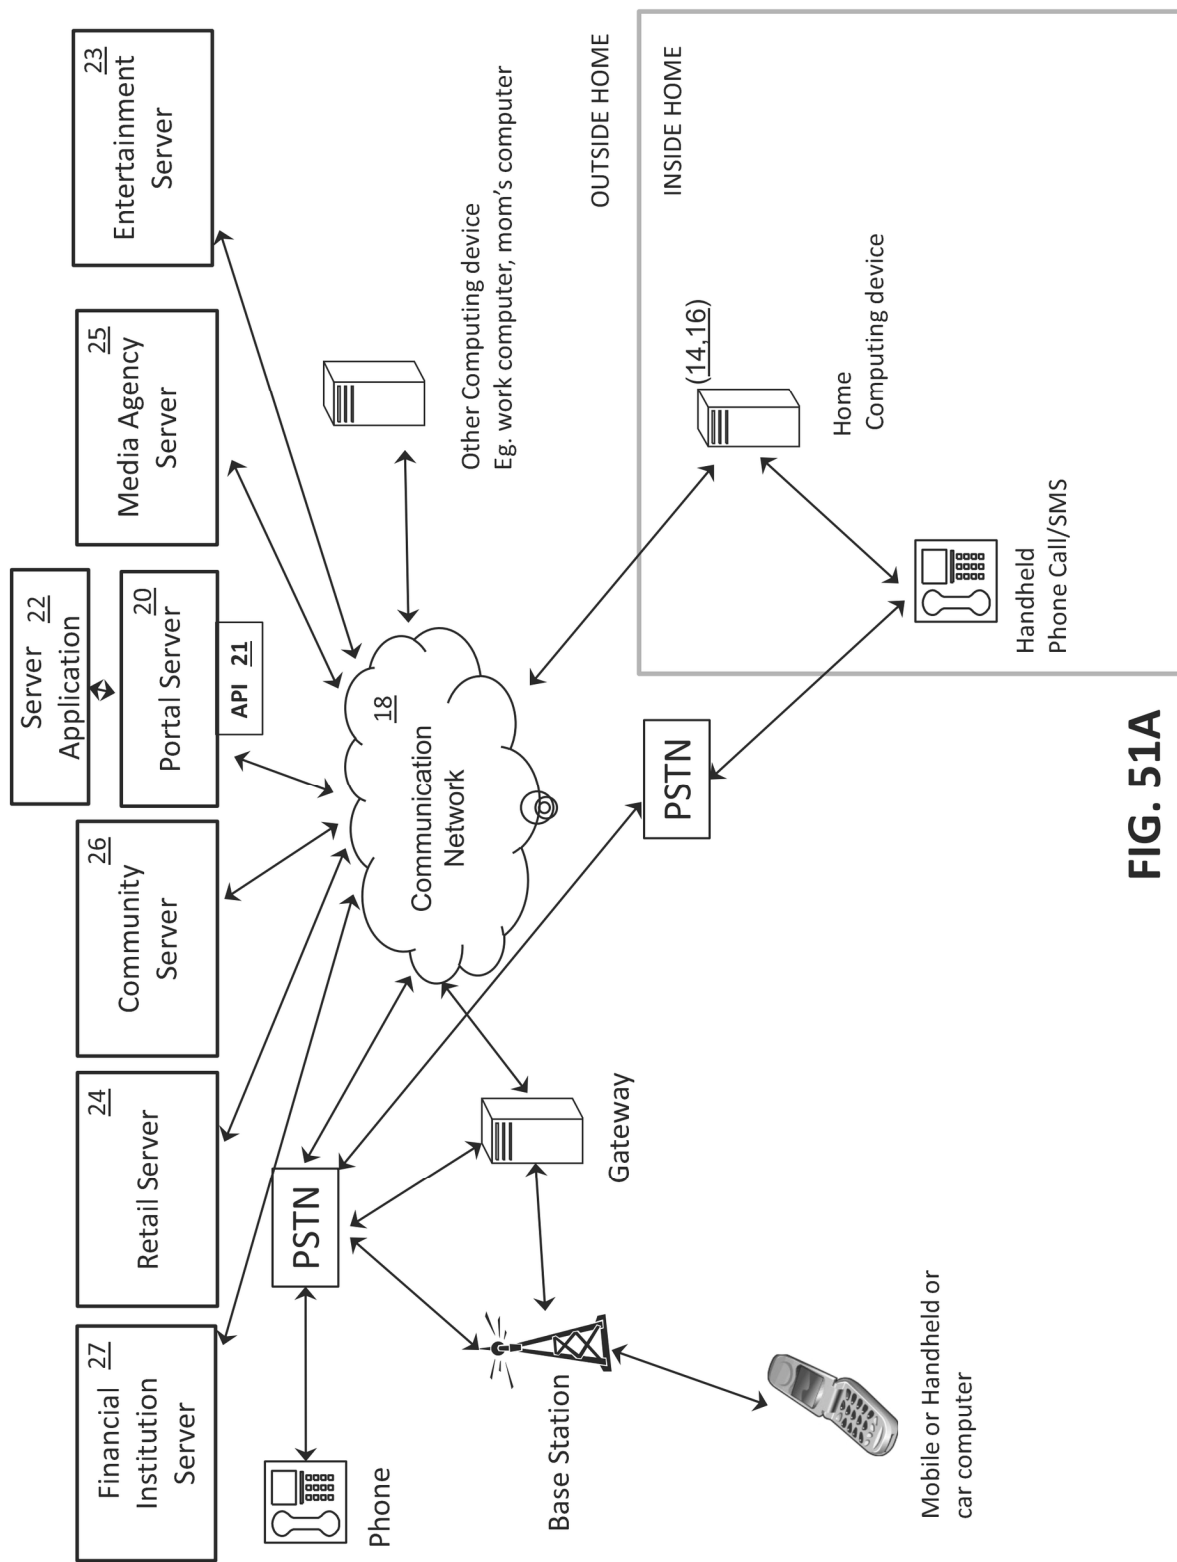 Server 22
Application
Financial 27
Institution
Server
Retail Server 24
Community 26
Server
Portal Server 20
API 21
Media Agency 25
Server
Entertainment 23
Server
Phone
PSTN
Communication 18
Network
Other Computing device
Eg. work computer, mom's computer
Base Station
Gateway
PSTN
OUTSIDE HOME
INSIDE HOME
(14,16)
Home
Computing device
Handheld
Phone Call/SMS
Mobile or Handheld or
car computer
FIG. 51A